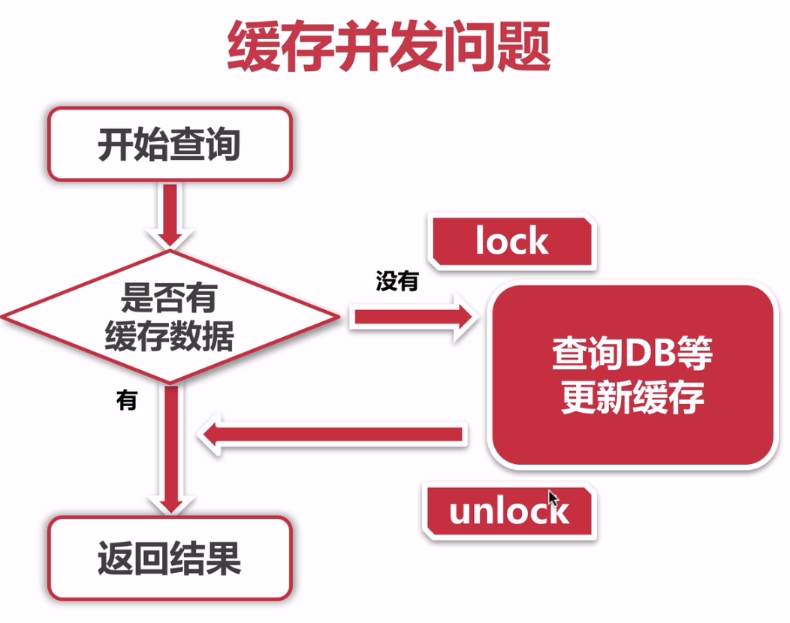 缓存并发问题
开始查询
lock
没有
是否有
缓存数据
查询DB等
更新缓存
有
unlock
返回结果